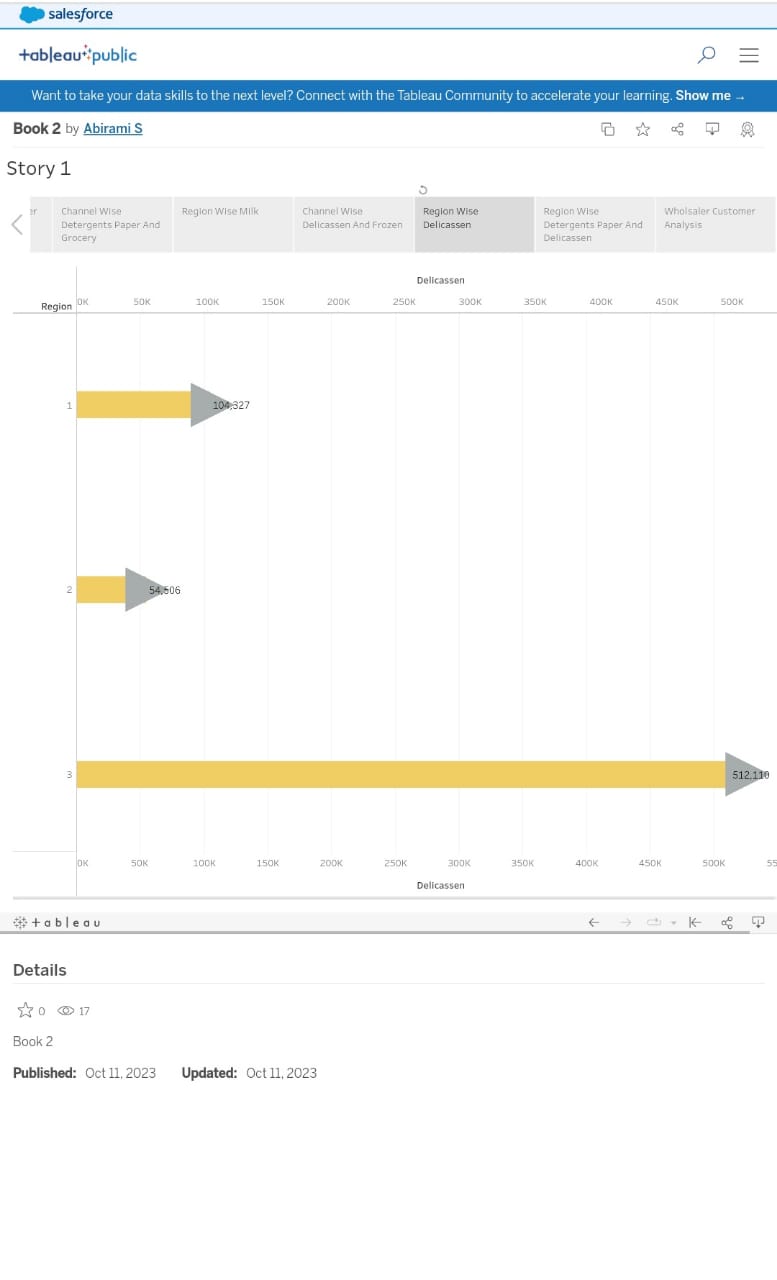 salesforce
+ableau public
Want to take your data skills to the next level? Connect with the Tableau Community to accelerate your learning. Show me →
Book 2 by Abirami S
Story 1
er
Channel Wise
Detergents Paper And
Grocery
Region Wise Milk
Channel Wise
Delicassen And Frozen
Region Wise
Delicassen
Region Wise
Detergents Paper And
Delicassen
Wholsaler Customer
Analysis
Delicassen
Region
0K 50K 100K 150K 200K 250K 300K 350K 400K 450K 500K
1 104,327
2 54,506
3 512,110
0K 50K 100K 150K 200K 250K 300K 350K 400K 450K 500K 55
Delicassen
+ableau
Details
0 17
Book 2
Published: Oct 11, 2023 Updated: Oct 11, 2023